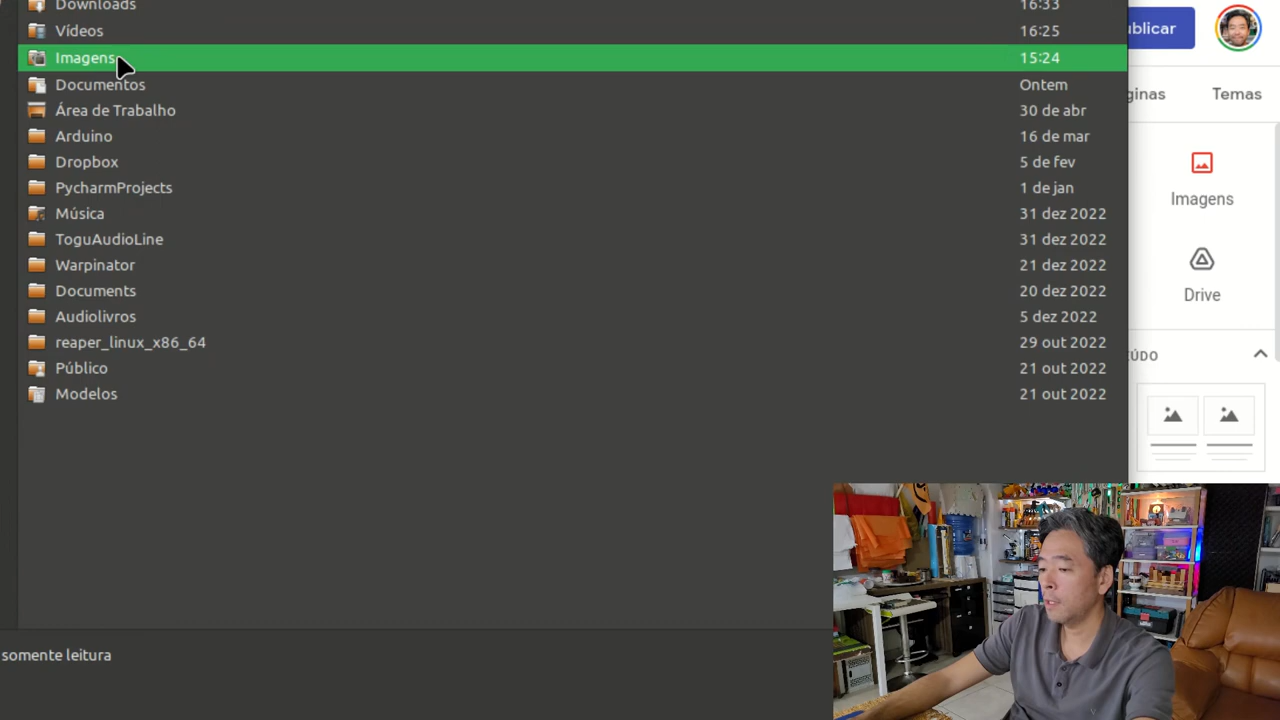 Downloads 16:33
Vídeos 16:25
Imagens 15:24
Documentos Ontem
Área de Trabalho 30 de abr
Arduino 16 de mar
Dropbox 5 de fev
PycharmProjects 1 de jan
Música 31 dez 2022
ToguAudioLine 31 dez 2022
Warpinator 21 dez 2022
Documents 20 dez 2022
Audiolivros 5 dez 2022
reaper_linux_x86_64 29 out 2022
Público 21 out 2022
Modelos 21 out 2022
somente leitura
ublicar
ginas Temas
Imagens
Drive
ÚDO